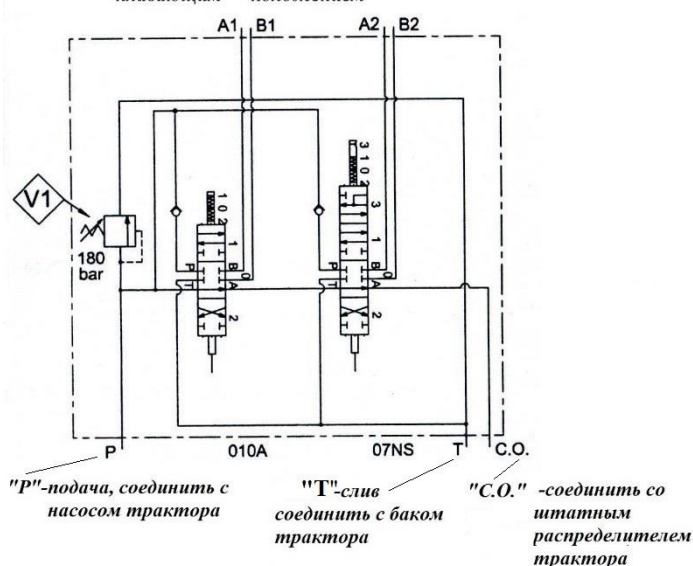 A1 B1 A2 B2
V1
180
bar
1 0 2
3 1 0 2
3
1
1
P B
T A
0
2
P B
T A
0
2
P 010A 07NS T C.O.
"P"-подача, соединить с
насосом трактора
"T"-слив
соединить с баком
трактора
"C.O." -соединить со
штатным
распределителем
трактора